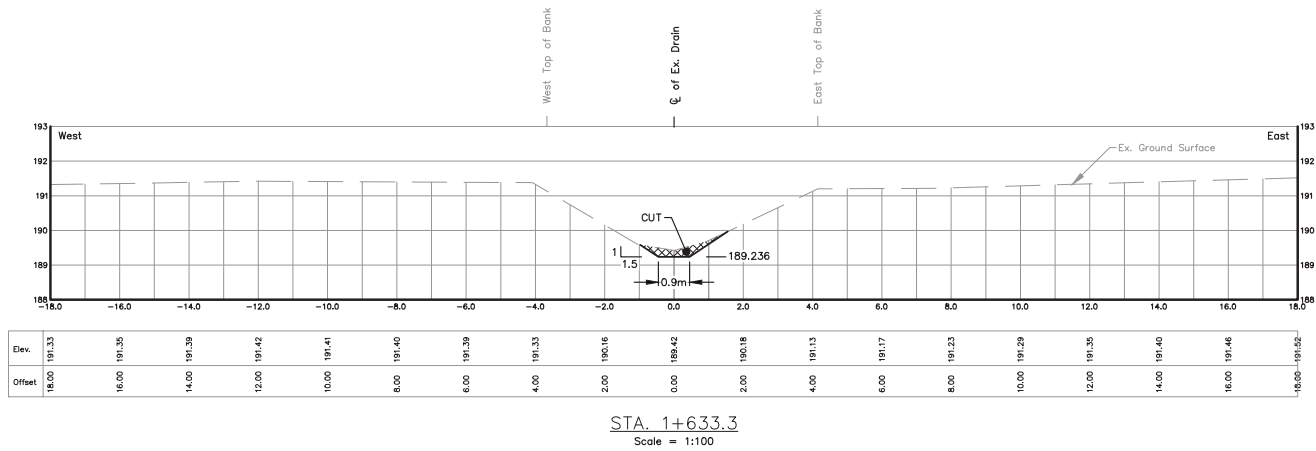 West Top of Bank
℄ of Ex. Drain
East Top of Bank
193 West East 193
192 Ex. Ground Surface 192
191 191
190 CUT 190
1 1.5 189.236
189 189
0.9m
188 188
-18.0 -16.0 -14.0 -12.0 -10.0 -8.0 -6.0 -4.0 -2.0 0.0 2.0 4.0 6.0 8.0 10.0 12.0 14.0 16.0 18.0
Elev. 191.33 191.35 191.39 191.42 191.41 191.40 191.39 191.33 190.16 189.42 190.18 191.13 191.17 191.23 191.29 191.35 191.40 191.46 191.52
Offset 18.00 16.00 14.00 12.00 10.00 8.00 6.00 4.00 2.00 0.00 2.00 4.00 6.00 8.00 10.00 12.00 14.00 16.00 18.00
STA. 1+633.3
Scale = 1:100